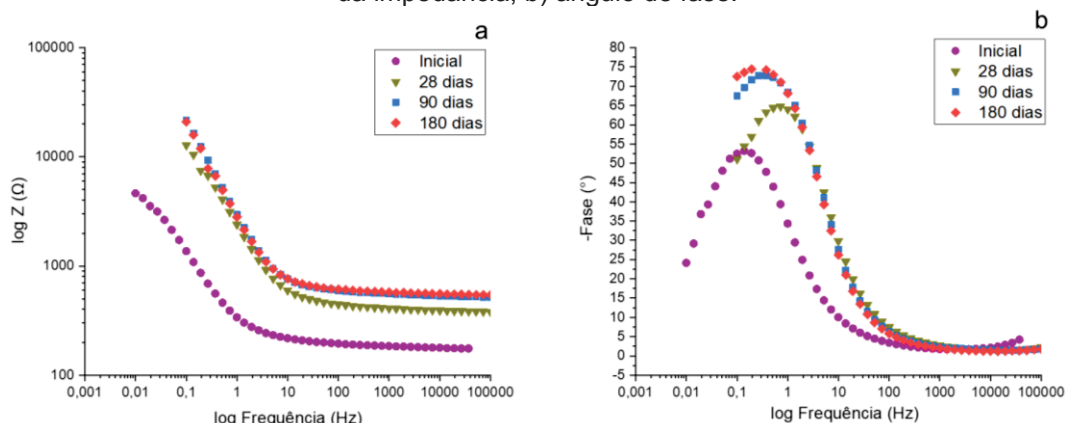 da impedância; b) ângulo de fase.
a
100000
10000
1000
100
log Z (Ω)
Inicial
28 dias
90 dias
180 dias
0,001 0,01 0,1 1 10 100 1000 10000 100000
log Frequência (Hz)
b
80
75
70
65
60
55
50
45
40
35
30
25
20
15
10
5
0
-5
-Fase (°)
Inicial
28 dias
90 dias
180 dias
0,001 0,01 0,1 1 10 100 1000 10000 100000
log Frequência (Hz)